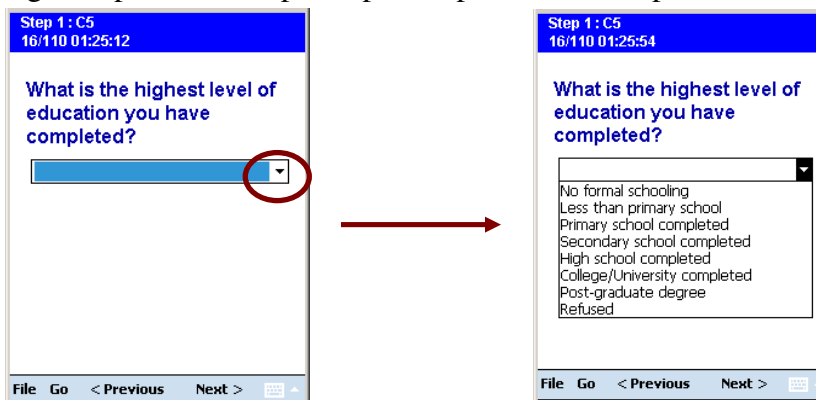 Step 1 : C5
16/110 01:25:12
What is the highest level of
education you have
completed?
File Go < Previous Next >
Step 1 : C5
16/110 01:25:54
What is the highest level of
education you have
completed?
No formal schooling
Less than primary school
Primary school completed
Secondary school completed
High school completed
College/University completed
Post-graduate degree
Refused
File Go < Previous Next >